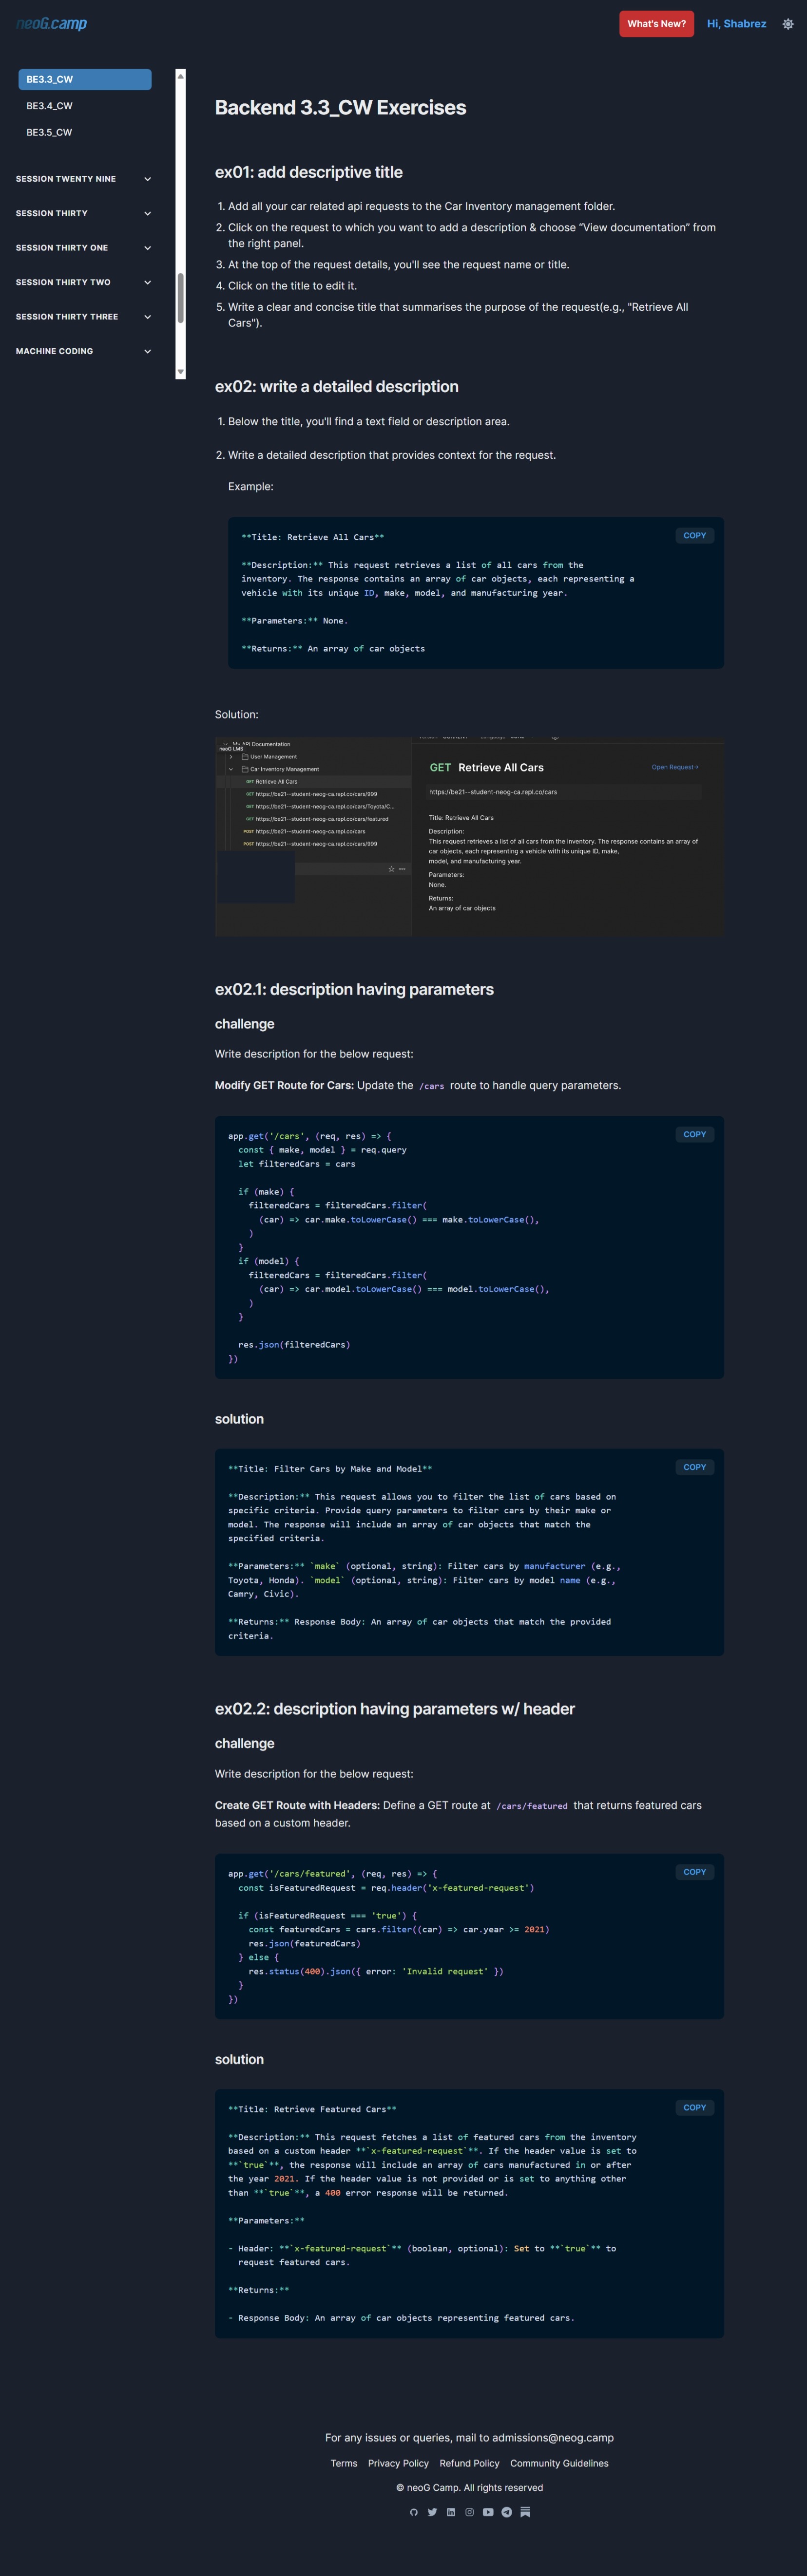 neoG.camp
What's New?
Hi, Shabrez
BE3.3_CW
BE3.4_CW
BE3.5_CW
SESSION TWENTY NINE
SESSION THIRTY
SESSION THIRTY ONE
SESSION THIRTY TWO
SESSION THIRTY THREE
MACHINE CODING
Backend 3.3_CW Exercises
ex01: add descriptive title
1. Add all your car related api requests to the Car Inventory management folder.
2. Click on the request to which you want to add a description & choose “View documentation” from
the right panel.
3. At the top of the request details, you'll see the request name or title.
4. Click on the title to edit it.
5. Write a clear and concise title that summarises the purpose of the request(e.g., "Retrieve All
Cars").
ex02: write a detailed description
1. Below the title, you'll find a text field or description area.
2. Write a detailed description that provides context for the request.
Example:
COPY
**Title: Retrieve All Cars**
**Description:** This request retrieves a list of all cars from the
inventory. The response contains an array of car objects, each representing a
vehicle with its unique ID, make, model, and manufacturing year.
**Parameters:** None.
**Returns:** An array of car objects
Solution:
My API Documentation
neoG LMS
User Management
Car Inventory Management
GET Retrieve All Cars
GET https://be21--student-neog-ca.repl.co/cars/999
GET https://be21--student-neog-ca.repl.co/cars/Toyota/C...
GET https://be21--student-neog-ca.repl.co/cars/featured
POST https://be21--student-neog-ca.repl.co/cars
POST https://be21--student-neog-ca.repl.co/cars/999
GET Retrieve All Cars
Open Request→
https://be21--student-neog-ca.repl.co/cars
Title: Retrieve All Cars
Description:
This request retrieves a list of all cars from the inventory. The response contains an array of
car objects, each representing a vehicle with its unique ID, make,
model, and manufacturing year.
Parameters:
None.
Returns:
An array of car objects
ex02.1: description having parameters
challenge
Write description for the below request:
Modify GET Route for Cars: Update the /cars route to handle query parameters.
COPY
app.get('/cars', (req, res) => {
const { make, model } = req.query
let filteredCars = cars
if (make) {
filteredCars = filteredCars.filter(
(car) => car.make.toLowerCase() === make.toLowerCase(),
)
}
if (model) {
filteredCars = filteredCars.filter(
(car) => car.model.toLowerCase() === model.toLowerCase(),
)
}
res.json(filteredCars)
})
solution
COPY
**Title: Filter Cars by Make and Model**
**Description:** This request allows you to filter the list of cars based on
specific criteria. Provide query parameters to filter cars by their make or
model. The response will include an array of car objects that match the
specified criteria.
**Parameters:** `make` (optional, string): Filter cars by manufacturer (e.g.,
Toyota, Honda). `model` (optional, string): Filter cars by model name (e.g.,
Camry, Civic).
**Returns:** Response Body: An array of car objects that match the provided
criteria.
ex02.2: description having parameters w/ header
challenge
Write description for the below request:
Create GET Route with Headers: Define a GET route at /cars/featured that returns featured cars
based on a custom header.
COPY
app.get('/cars/featured', (req, res) => {
const isFeaturedRequest = req.header('x-featured-request')
if (isFeaturedRequest === 'true') {
const featuredCars = cars.filter((car) => car.year >= 2021)
res.json(featuredCars)
} else {
res.status(400).json({ error: 'Invalid request' })
}
})
solution
COPY
**Title: Retrieve Featured Cars**
**Description:** This request fetches a list of featured cars from the inventory
based on a custom header **`x-featured-request`**. If the header value is set to
**`true`**, the response will include an array of cars manufactured in or after
the year 2021. If the header value is not provided or is set to anything other
than **`true`**, a 400 error response will be returned.
**Parameters:**
- Header: **`x-featured-request`** (boolean, optional): Set to **`true`** to
request featured cars.
**Returns:**
- Response Body: An array of car objects representing featured cars.
For any issues or queries, mail to admissions@neog.camp
Terms Privacy Policy Refund Policy Community Guidelines
© neoG Camp. All rights reserved